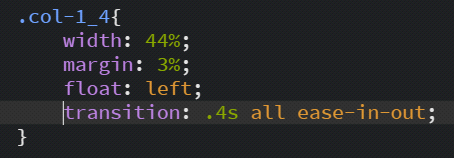 .col-1_4{
width: 44%;
margin: 3%;
float: left;
transition: .4s all ease-in-out;
}